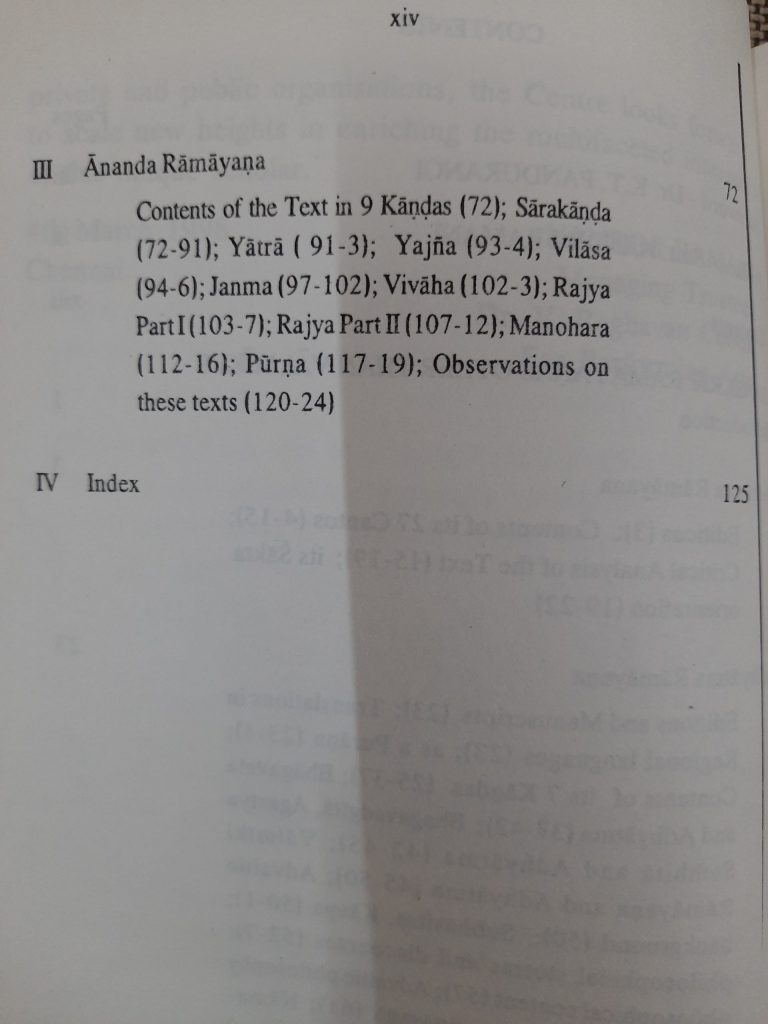 xiv
III Ānanda Rāmāyaṇa 72
Contents of the Text in 9 Kāṇḍas (72); Sārakāṇḍa
(72-91); Yātrā ( 91-3); Yajña (93-4); Vilāsa
(94-6); Janma (97-102); Vivāha (102-3); Rajya
Part I (103-7); Rajya Part II (107-12); Manohara
(112-16); Pūrṇa (117-19); Observations on
these texts (120-24)
IV Index 125